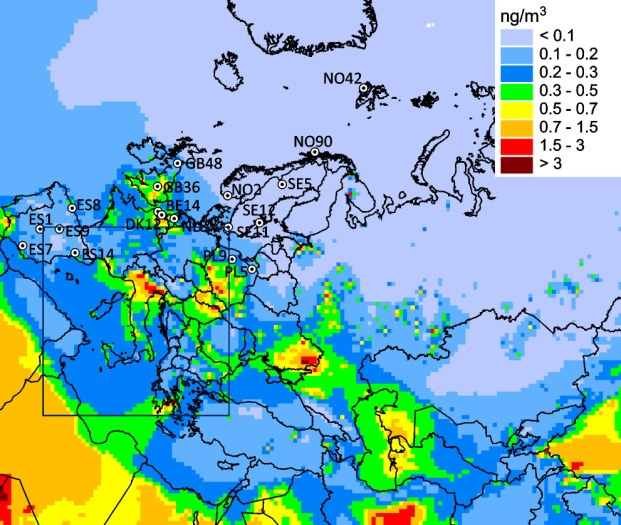 ng/m3
< 0.1
0.1 - 0.2
0.2 - 0.3
0.3 - 0.5
0.5 - 0.7
0.7 - 1.5
1.5 - 3
> 3
NO42
NO90
GB48
GB36
NO2
SE5
ES8
BE14
SE12
ES1
ES9
SE11
ES7
ES14
PL9
PL5